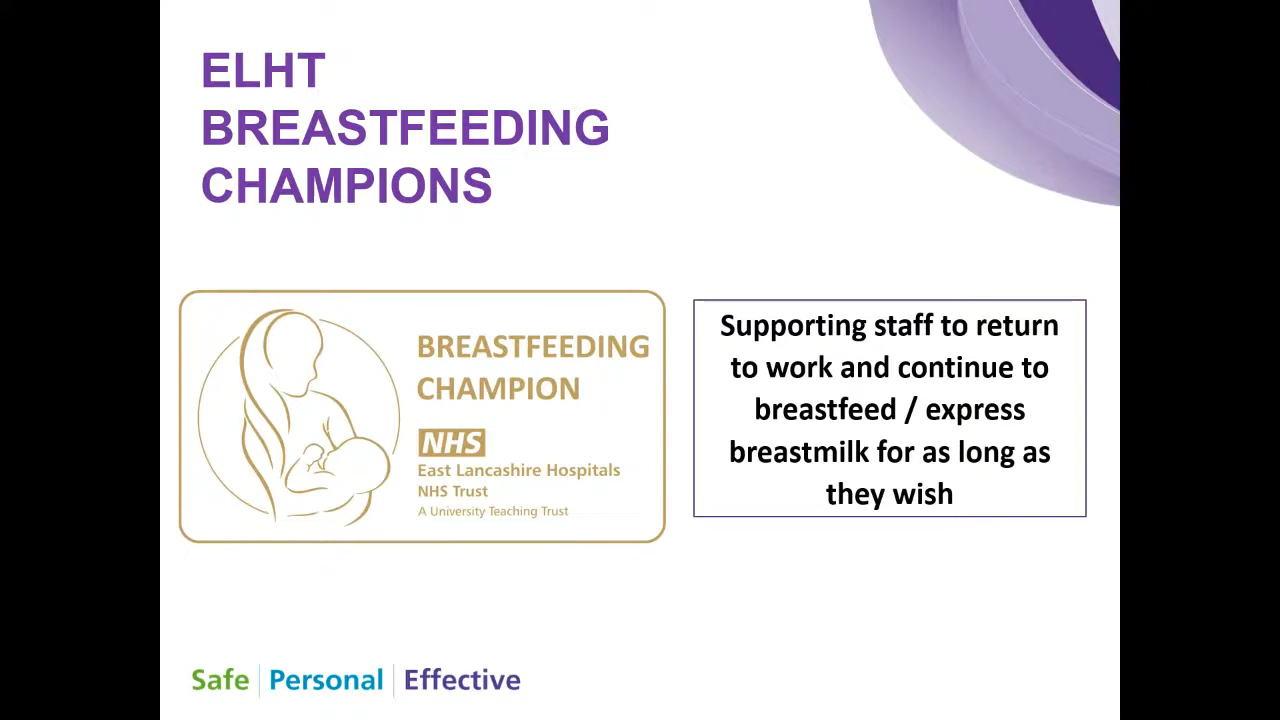 ELHT
BREASTFEEDING
CHAMPIONS
BREASTFEEDING
CHAMPION
NHS
East Lancashire Hospitals
NHS Trust
A University Teaching Trust
Supporting staff to return
to work and continue to
breastfeed / express
breastmilk for as long as
they wish
Safe | Personal | Effective